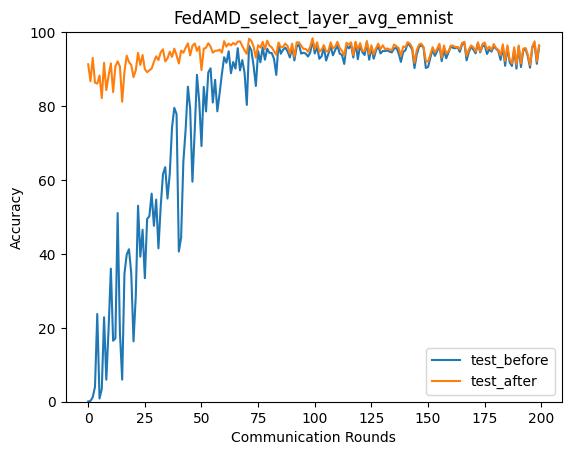 FedAMD_select_layer_avg_emnist
100
80
60
40
20
0
Accuracy
0 25 50 75 100 125 150 175 200
Communication Rounds
test_before
test_after